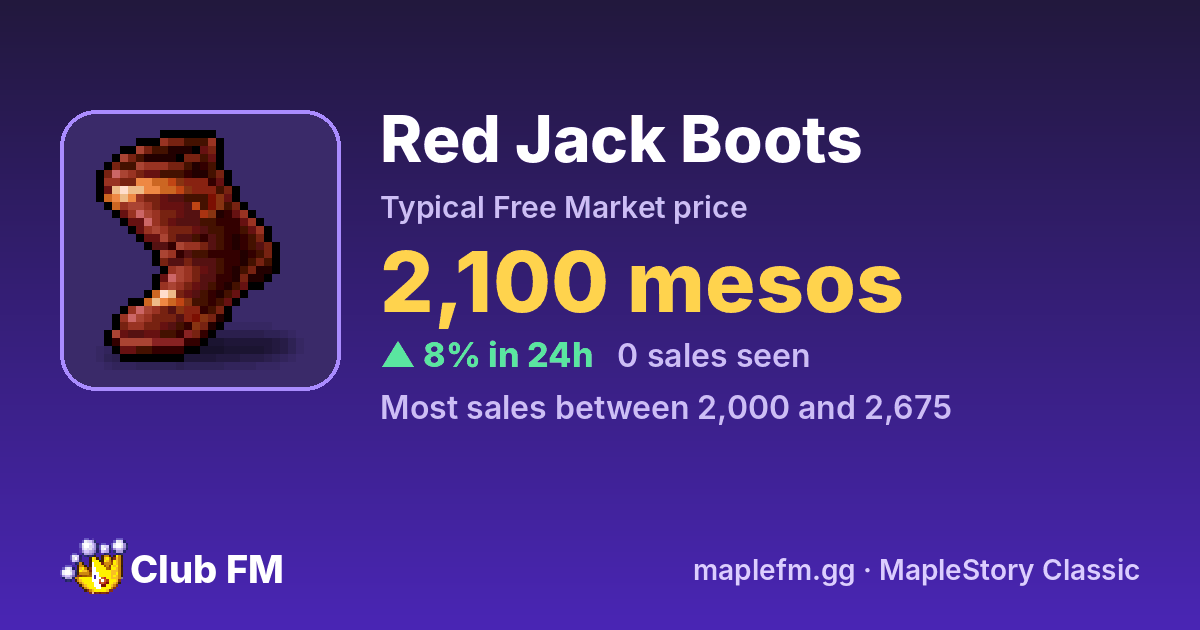 Red Jack Boots
Typical Free Market price
2,100 mesos
▲ 8% in 24h 0 sales seen
Most sales between 2,000 and 2,675
Club FM
maplefm.gg · MapleStory Classic